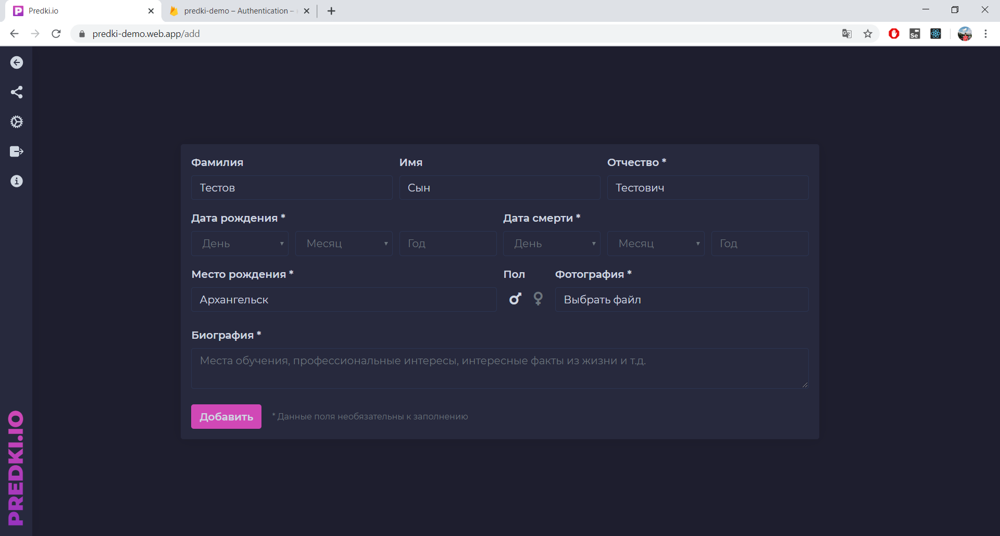 Predki.io
predki-demo – Authentication –
predki-demo.web.app/add
Фамилия
Имя
Отчество *
Тестов
Сын
Тестович
Дата рождения *
Дата смерти *
День
Месяц
Год
День
Месяц
Год
Место рождения *
Пол
Фотография *
Архангельск
Выбрать файл
Биография *
Места обучения, профессиональные интересы, интересные факты из жизни и т.д.
Добавить
* Данные поля необязательны к заполнению
PREDKI.IO